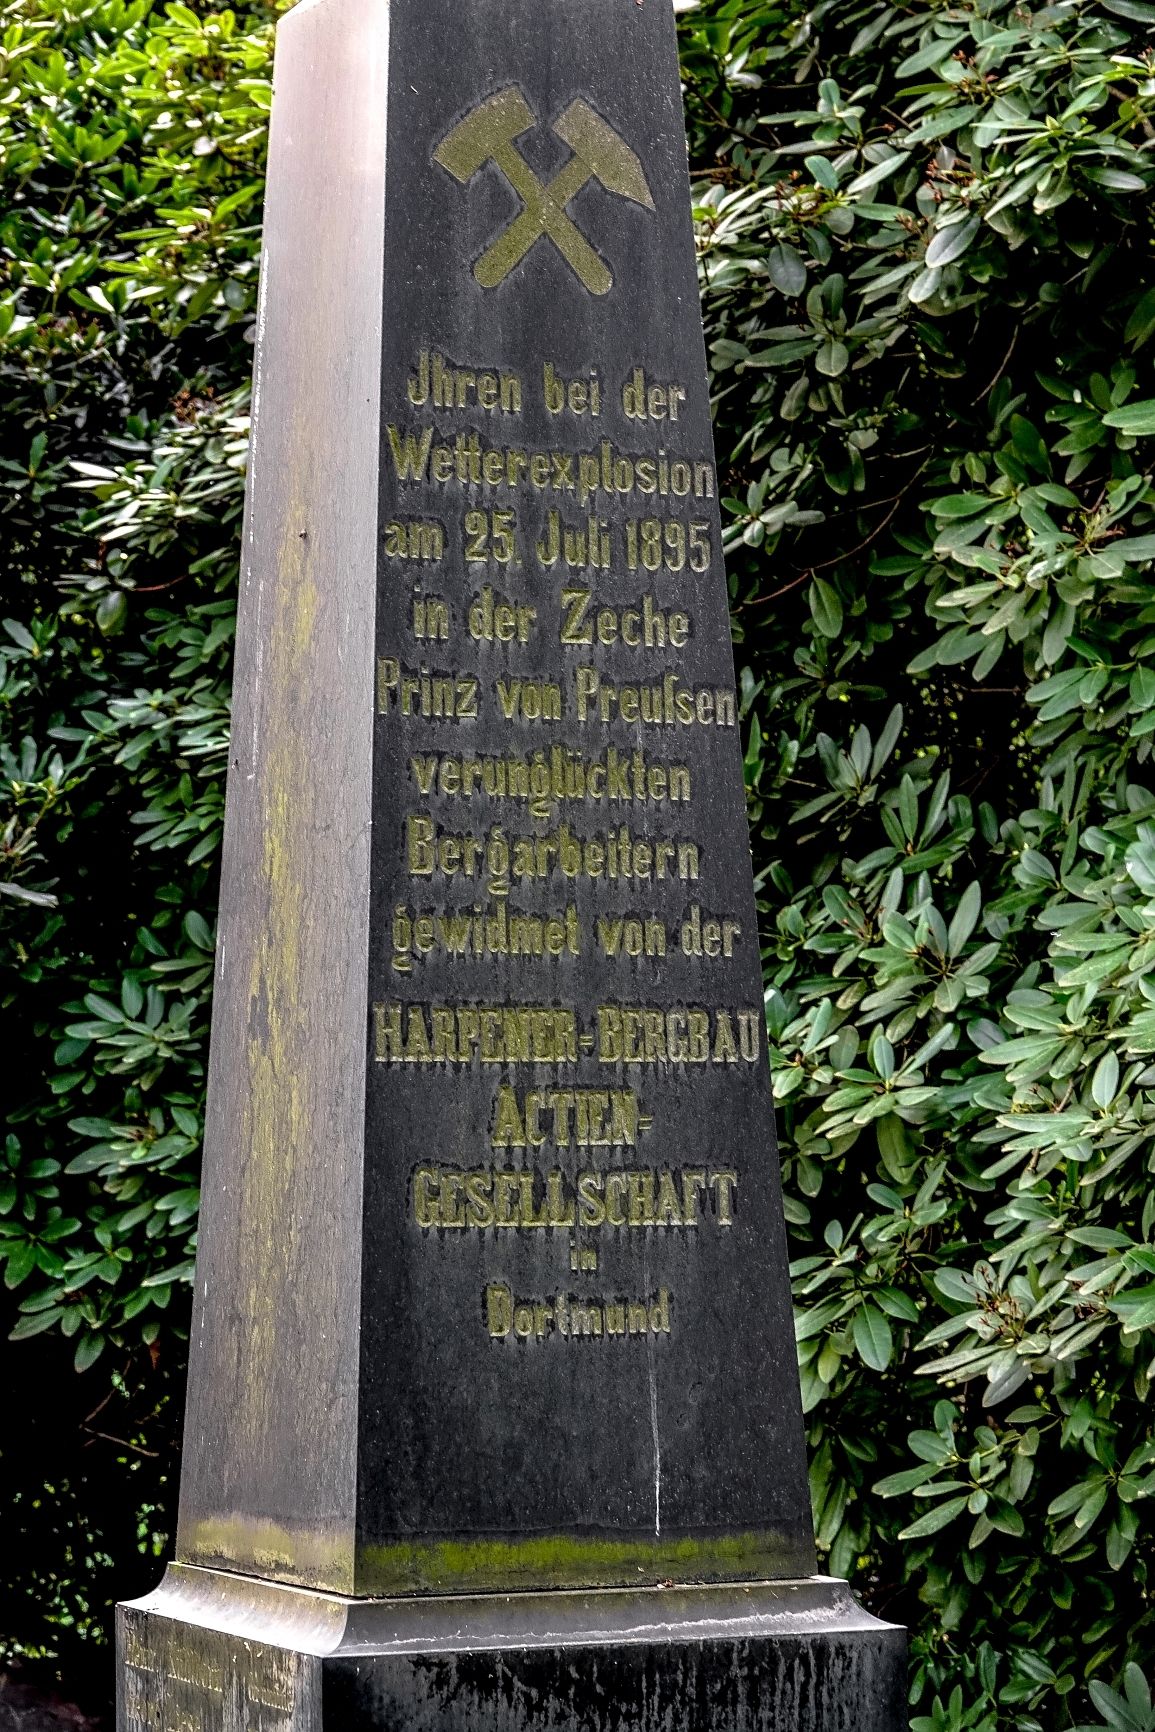 Jhren bei der
Wetterexplosion
am 25. Juli 1895
in der Zeche
Prinz von Preuſsen
verunglückten
Bergarbeitern
gewidmet von der
HARPENER-BERGBAU
ACTIEN-
GESELLSCHAFT
in
Dortmund